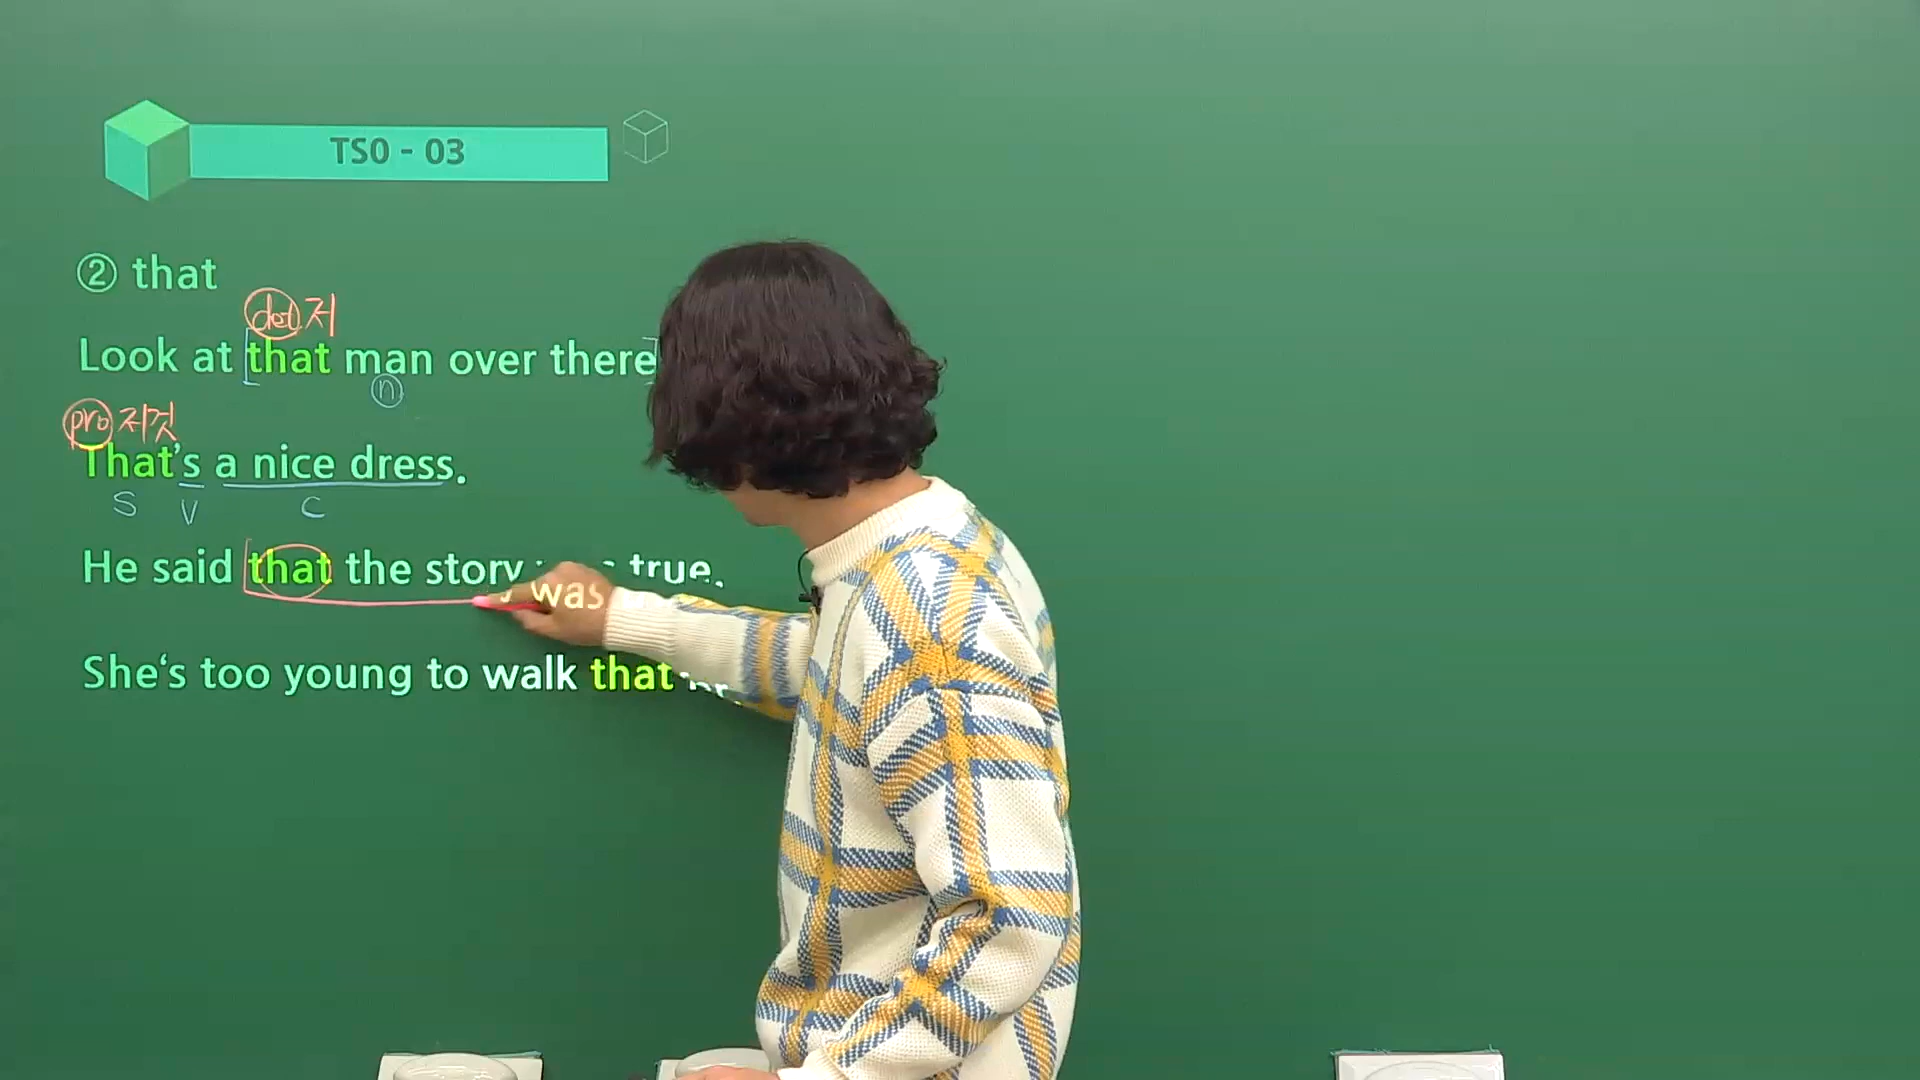 TS0 - 03
② that
det 저
Look at [that man over there]
n
pro 저것
That's a nice dress.
S V C
He said [that the story was true.
She's too young to walk that